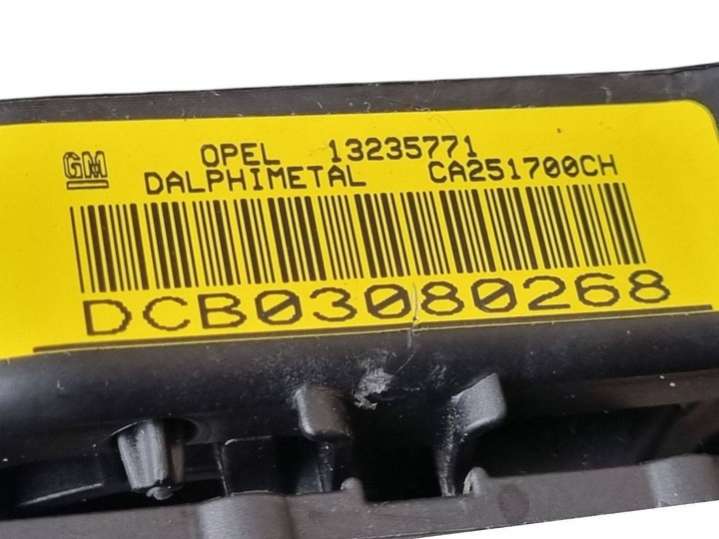 GM OPEL 13235771
DALPHIMETAL CA251700CH
DCB03080268